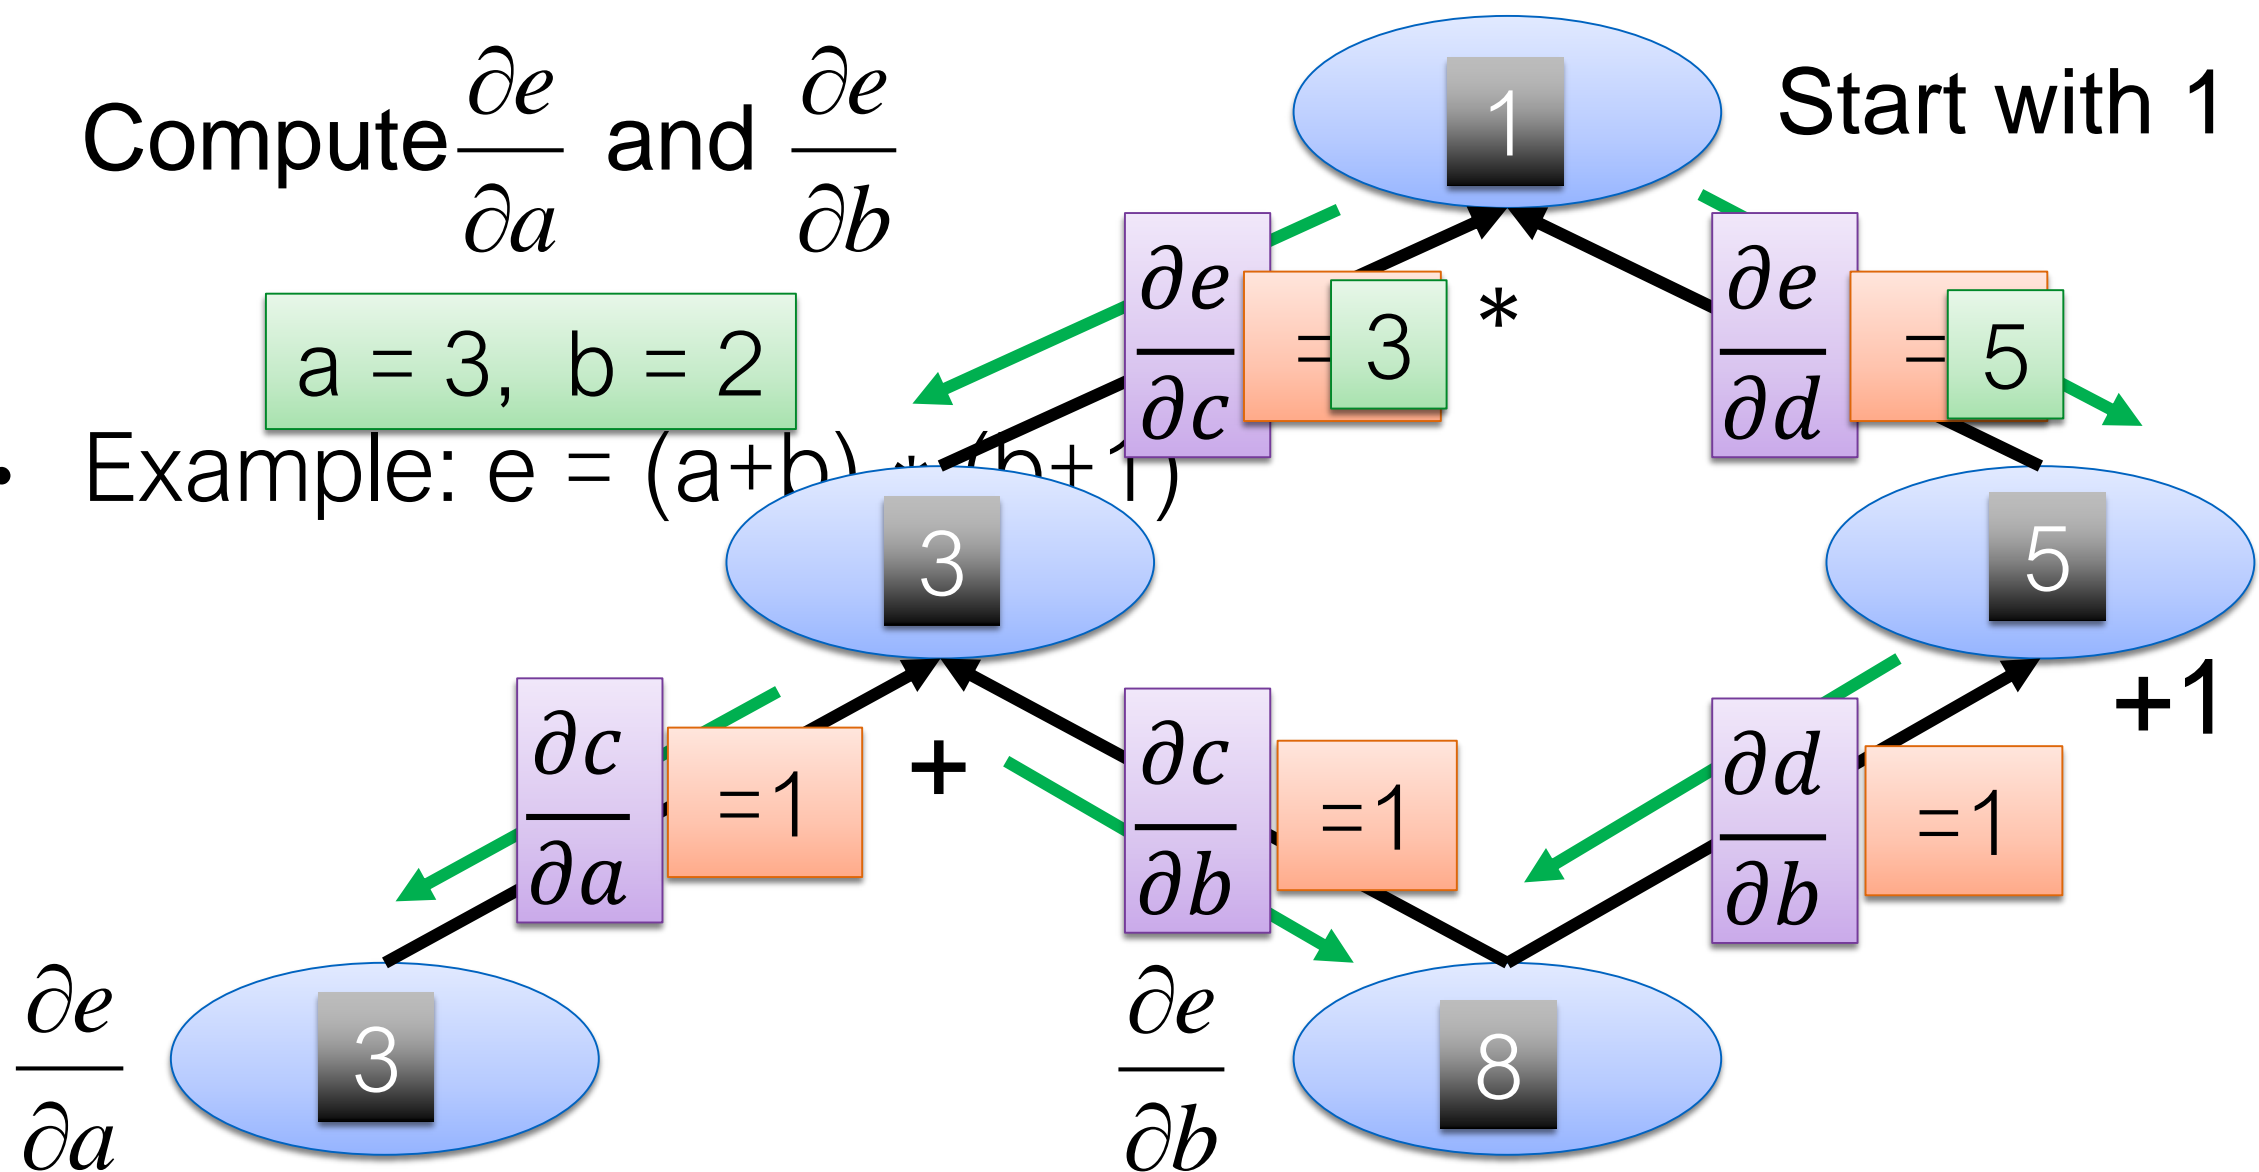 Compute ∂e/∂a and ∂e/∂b
Start with 1
1
a = 3, b = 2
∂e/∂c = 3
*
∂e/∂d = 5
• Example: e = (a+b) * (b+1)
3
5
+1
∂c/∂a =1
+
∂c/∂b =1
∂d/∂b =1
∂e/∂a
3
∂e/∂b
8